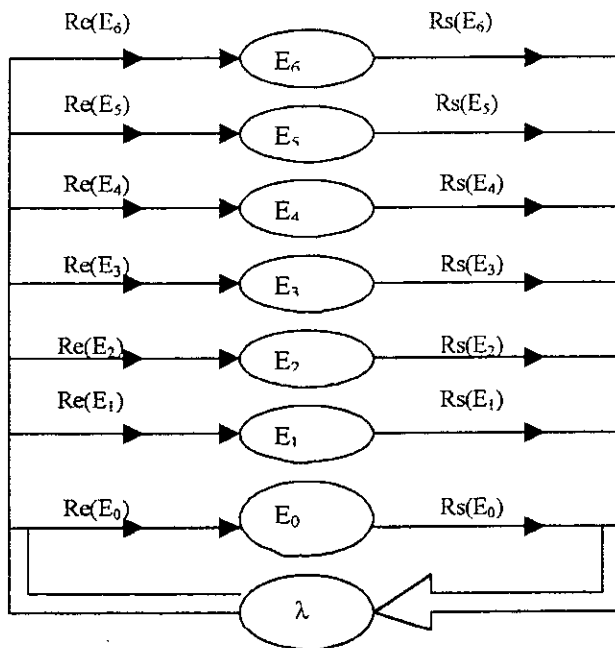 Re(E₆) Rs(E₆)
E₆
Re(E₅) Rs(E₅)
E₅
Re(E₄) Rs(E₄)
E₄
Re(E₃) Rs(E₃)
E₃
Re(E₂) Rs(E₂)
E₂
Re(E₁) Rs(E₁)
E₁
Re(E₀) E₀ Rs(E₀)
λ